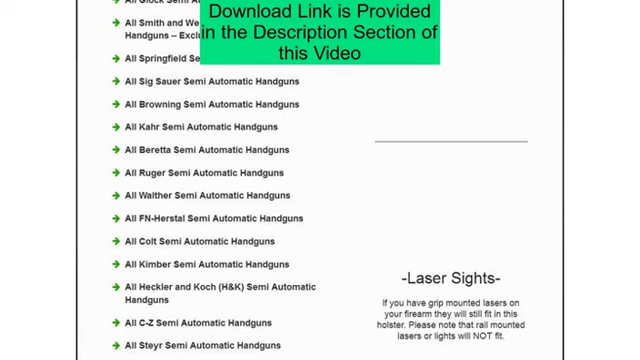 All Glock Semi Automatic Handguns
Download Link is Provided
in the Description Section of
this Video
All Smith and We
Handguns – Exclu
All Springfield Se
All Sig Sauer Semi Automatic Handguns
All Browning Semi Automatic Handguns
All Kahr Semi Automatic Handguns
All Beretta Semi Automatic Handguns
All Ruger Semi Automatic Handguns
All Walther Semi Automatic Handguns
All FN-Herstal Semi Automatic Handguns
All Colt Semi Automatic Handguns
All Kimber Semi Automatic Handguns
All Heckler and Koch (H&K) Semi Automatic
Handguns
All C-Z Semi Automatic Handguns
All Steyr Semi Automatic Handguns
-Laser Sights-
If you have grip mounted lasers on
your firearm they will still fit in this
holster. Please note that rail mounted
lasers or lights will NOT fit.